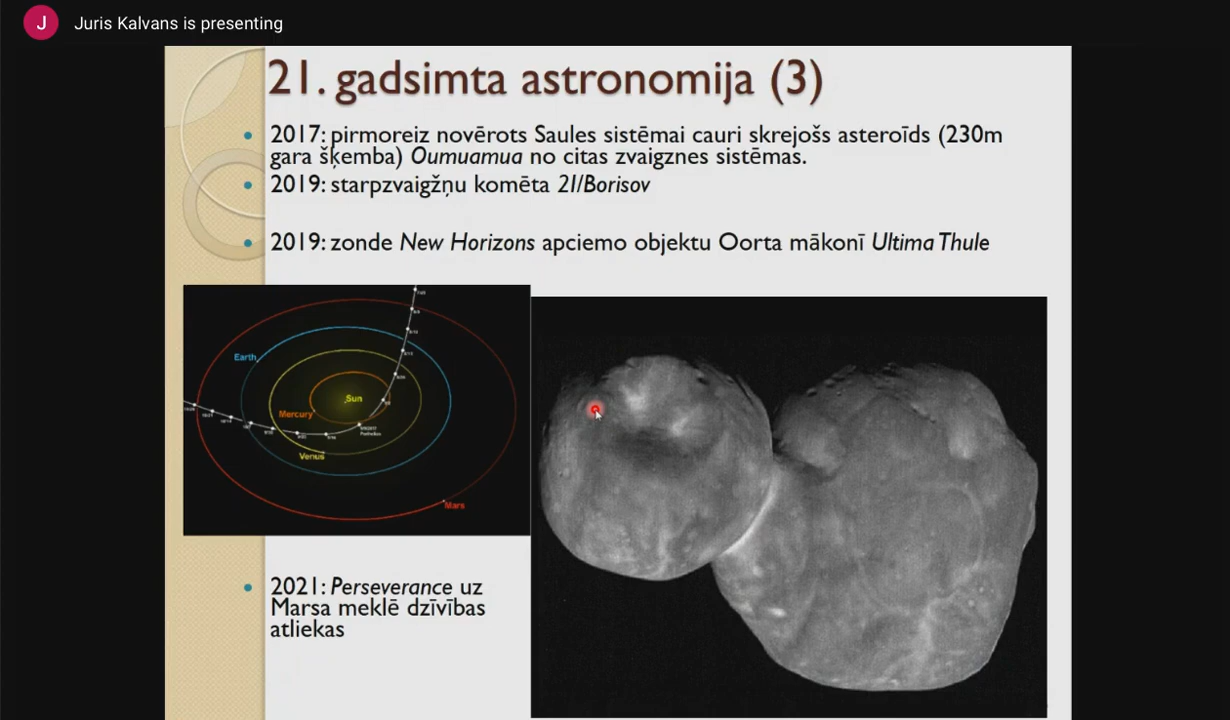 J
Juris Kalvans is presenting
21. gadsimta astronomija (3)
2017: pirmoreiz novērots Saules sistēmai cauri skrejošs asteroīds (230m
gara šķemba) Oumuamua no citas zvaigznes sistēmas.
2019: starpzvaigžņu komēta 2I/Borisov
2019: zonde New Horizons apciemo objektu Oorta mākonī Ultima Thule
Earth
Sun
Mercury
Venus
Mars
2021: Perseverance uz
Marsa meklē dzīvības
atliekas